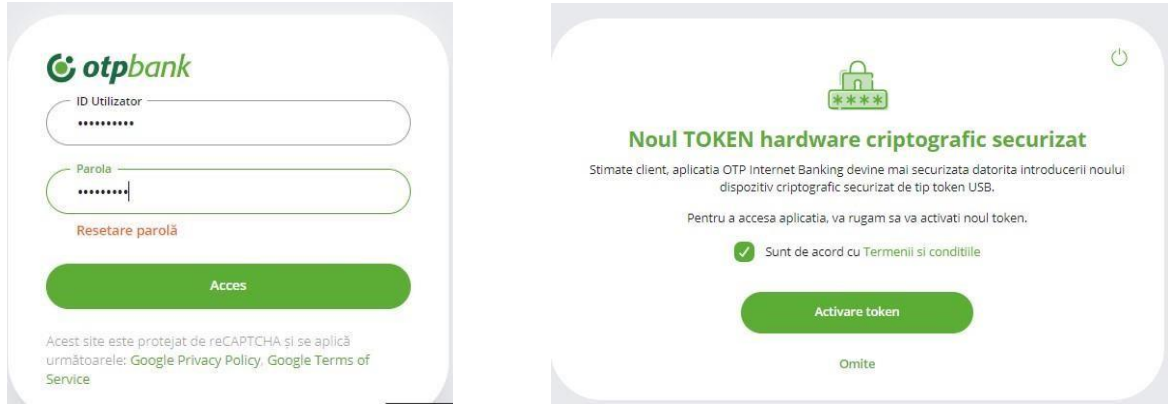 otpbank
ID Utilizator
••••••••••
Parola
•••••••••
Resetare parolă
Acces
Acest site este protejat de reCAPTCHA și se aplică
următoarele: Google Privacy Policy, Google Terms of
Service
****
Noul TOKEN hardware criptografic securizat
Stimate client, aplicatia OTP Internet Banking devine mai securizata datorita introducerii noului
dispozitiv criptografic securizat de tip token USB.
Pentru a accesa aplicatia, va rugam sa va activati noul token.
Sunt de acord cu Termenii si conditiile
Activare token
Omite